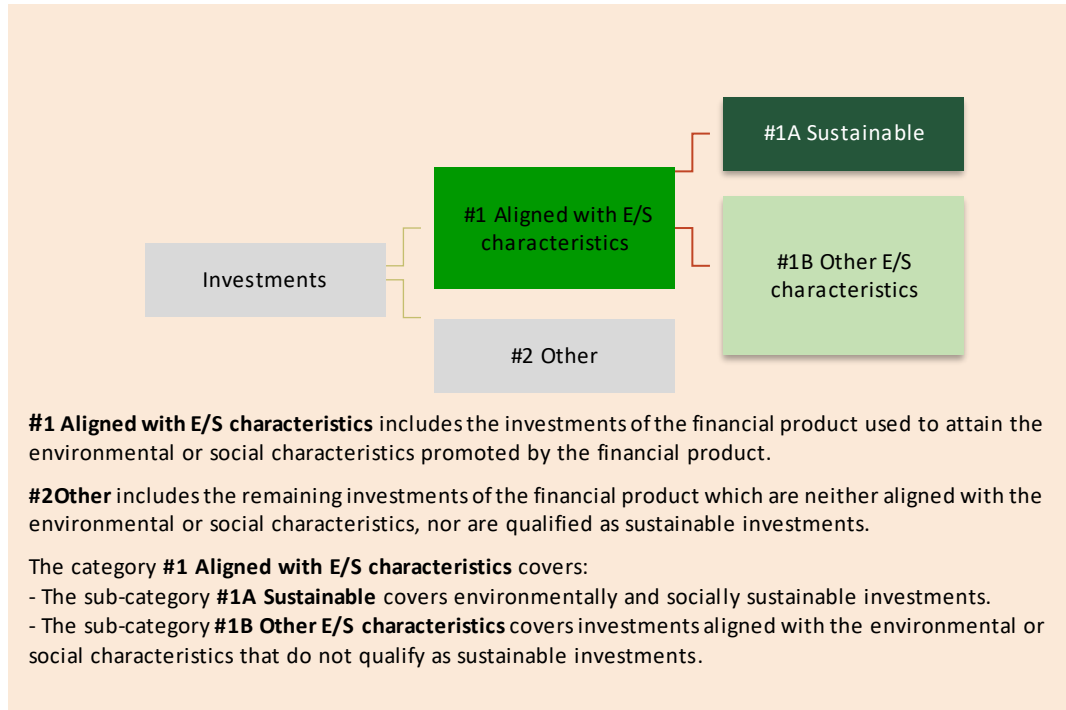 #1A Sustainable
#1 Aligned with E/S
characteristics
#1B Other E/S
characteristics
Investments
#2 Other
#1 Aligned with E/S characteristics includes the investments of the financial product used to attain the
environmental or social characteristics promoted by the financial product.
#2Other includes the remaining investments of the financial product which are neither aligned with the
environmental or social characteristics, nor are qualified as sustainable investments.
The category #1 Aligned with E/S characteristics covers:
- The sub-category #1A Sustainable covers environmentally and socially sustainable investments.
- The sub-category #1B Other E/S characteristics covers investments aligned with the environmental or
social characteristics that do not qualify as sustainable investments.